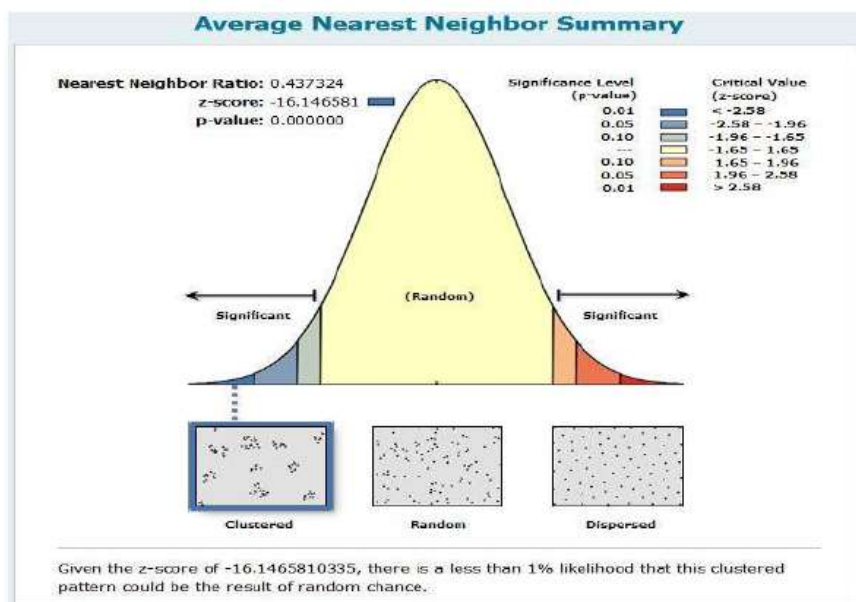 Average Nearest Neighbor Summary
Nearest Neighbor Ratio: 0.437324
z-score: -16.146581
p-value: 0.000000
Significance Level Critical Value
(p-value) (z-score)
0.01 < -2.58
0.05 -2.58 – -1.96
0.10 -1.96 – -1.65
--- -1.65 – 1.65
0.10 1.65 – 1.96
0.05 1.96 – 2.58
0.01 > 2.58
(Random)
Significant Significant
Clustered Random Dispersed
Given the z-score of -16.1465810335, there is a less than 1% likelihood that this clustered
pattern could be the result of random chance.